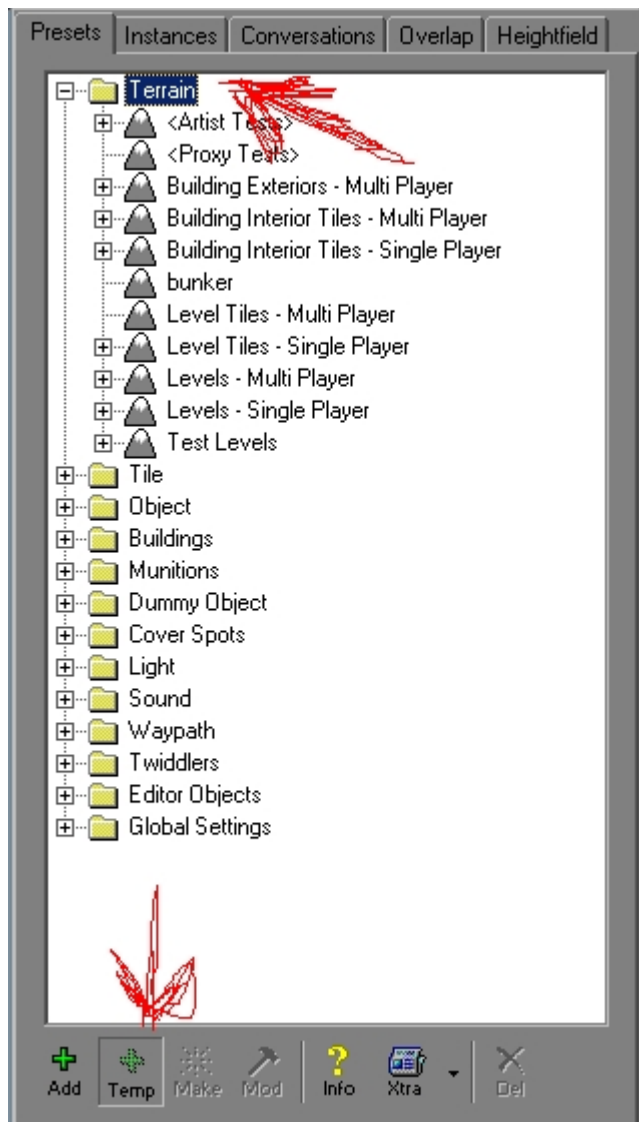 Presets Instances Conversations Overlap Heightfield
Terrain
<Artist Tests>
<Proxy Tests>
Building Exteriors - Multi Player
Building Interior Tiles - Multi Player
Building Interior Tiles - Single Player
bunker
Level Tiles - Multi Player
Level Tiles - Single Player
Levels - Multi Player
Levels - Single Player
Test Levels
Tile
Object
Buildings
Munitions
Dummy Object
Cover Spots
Light
Sound
Waypath
Twiddlers
Editor Objects
Global Settings
Add Temp Make Mod Info Xtra Del